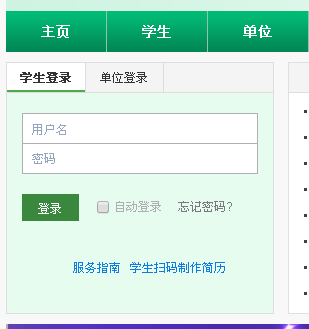 主页 学生 单位
学生登录 单位登录
用户名
密码
登录 自动登录 忘记密码?
服务指南 学生扫码制作简历